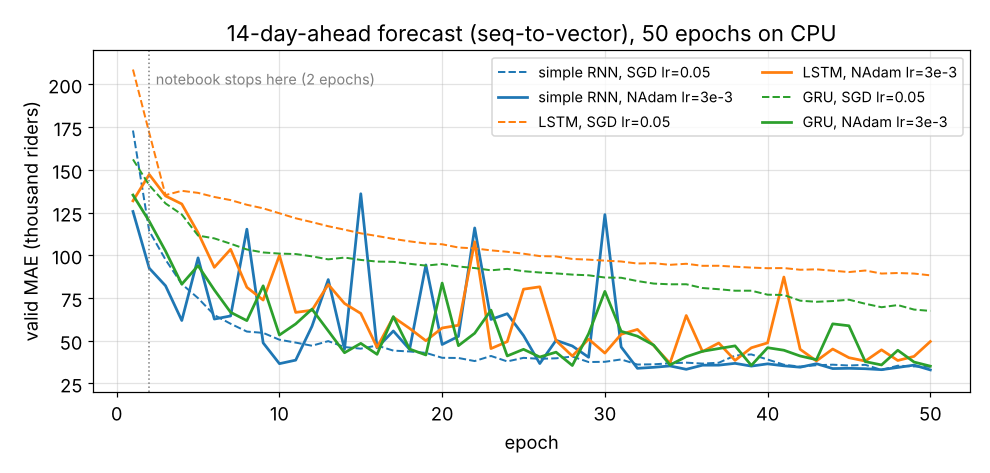 14-day-ahead forecast (seq-to-vector), 50 epochs on CPU
notebook stops here (2 epochs)
simple RNN, SGD lr=0.05
simple RNN, NAdam lr=3e-3
LSTM, SGD lr=0.05
LSTM, NAdam lr=3e-3
GRU, SGD lr=0.05
GRU, NAdam lr=3e-3
valid MAE (thousand riders)
200
175
150
125
100
75
50
25
0
10
20
30
40
50
epoch